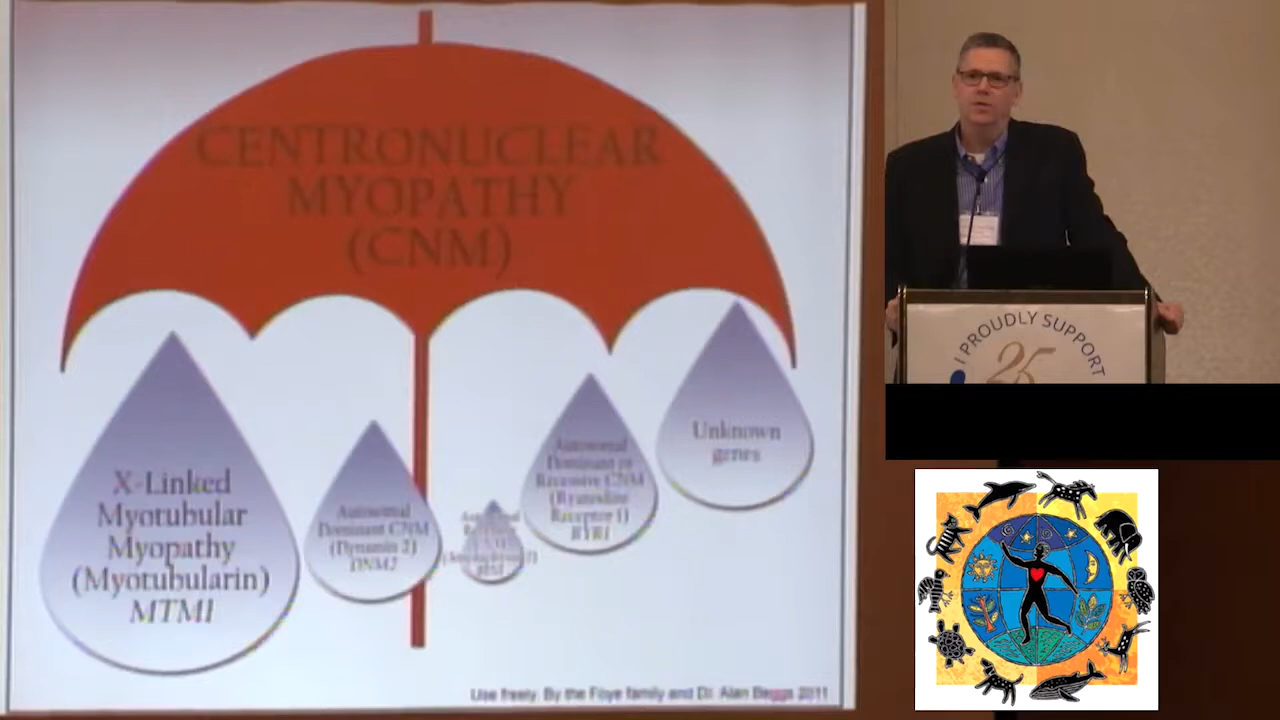 CENTRONUCLEAR
MYOPATHY
(CNM)
X-Linked
Myotubular
Myopathy
(Myotubularin)
MTM1
Autosomal
Dominant CNM
(Dynamin 2)
DNM2
Autosomal
Dominant or
Recessive CNM
(Ryanodine
Receptor 1)
RYR1
Unknown
genes
Use freely. By the Foye family and Dr. Alan Beggs 2011
I PROUDLY SUPPORT
25